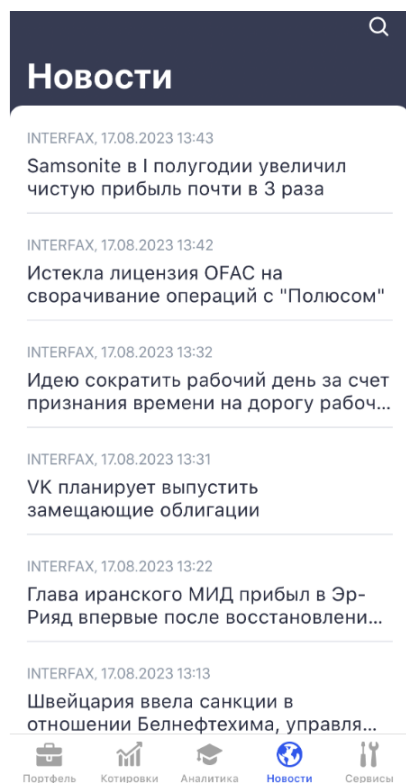 Новости
INTERFAX, 17.08.2023 13:43
Samsonite в I полугодии увеличил
чистую прибыль почти в 3 раза
INTERFAX, 17.08.2023 13:42
Истекла лицензия OFAC на
сворачивание операций с "Полюсом"
INTERFAX, 17.08.2023 13:32
Идею сократить рабочий день за счет
признания времени на дорогу рабоч...
INTERFAX, 17.08.2023 13:31
VK планирует выпустить
замещающие облигации
INTERFAX, 17.08.2023 13:22
Глава иранского МИД прибыл в Эр-
Рияд впервые после восстановлени...
INTERFAX, 17.08.2023 13:13
Швейцария ввела санкции в
отношении Белнефтехима, управля...
Портфель Котировки Аналитика Новости Сервисы